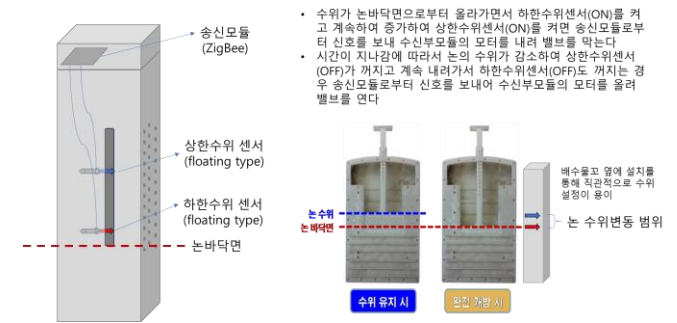 송신모듈
(ZigBee)
상한수위 센서
(floating type)
하한수위 센서
(floating type)
논바닥면
• 수위가 논바닥면으로부터 올라가면서 하한수위센서(ON)를 켜
고 계속하여 증가하여 상한수위센서(ON)를 켜면 송신모듈로부
터 신호를 보내 수신부모듈의 모터를 내려 밸브를 막는다
• 시간이 지나감에 따라서 논의 수위가 감소하여 상한수위센서
(OFF)가 꺼지고 계속 내려가서 하한수위센서(OFF)도 꺼지는 경
우 송신모듈로부터 신호를 보내어 수신부모듈의 모터를 올려
밸브를 연다
논 수위
논 바닥면
수위 유지 시
완전 개방 시
배수물꼬 옆에 설치를
통해 직관적으로 수위
설정이 용이
논 수위변동 범위